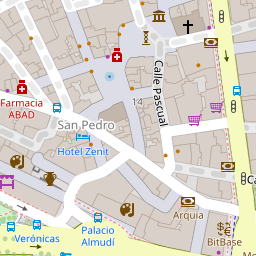 Calle Pascual
14
Farmacia
ABAD
San Pedro
Hotel Zenit
Arquia
Verónicas
Palacio
Almudí
$€
BitBase